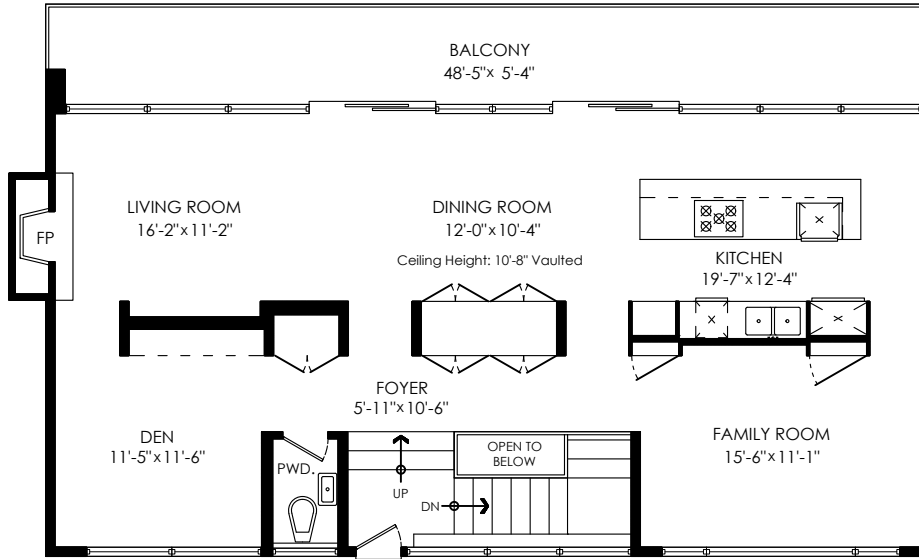 BALCONY
48'-5"x 5'-4"
LIVING ROOM
16'-2"x11'-2"
DINING ROOM
12'-0"x10'-4"
Ceiling Height: 10'-8" Vaulted
FP
KITCHEN
19'-7"x12'-4"
FOYER
5'-11"x10'-6"
DEN
11'-5"x11'-6"
PWD.
UP
DN
OPEN TO
BELOW
FAMILY ROOM
15'-6"x11'-1"